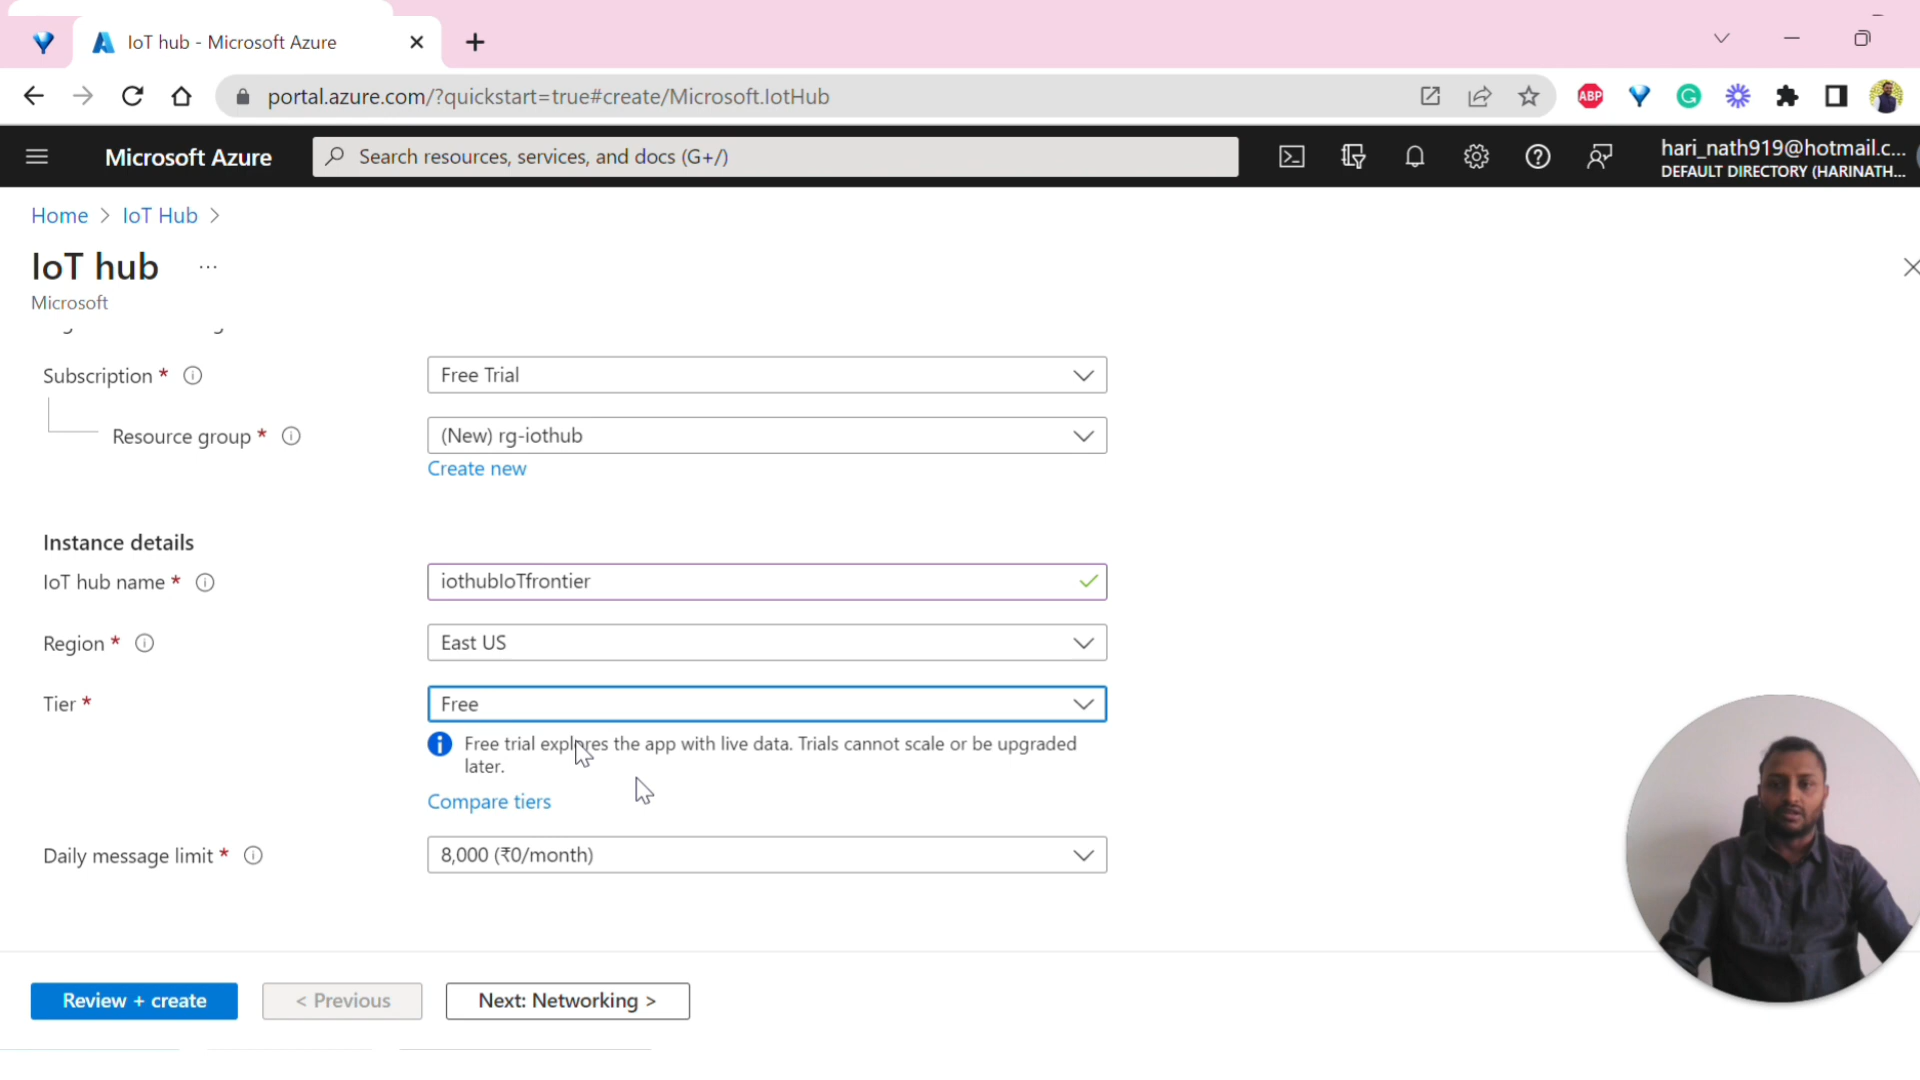 IoT hub - Microsoft Azure
portal.azure.com/?quickstart=true#create/Microsoft.IotHub
ABP
Microsoft Azure
Search resources, services, and docs (G+/)
hari_nath919@hotmail.c...
DEFAULT DIRECTORY (HARINATH...
Home > IoT Hub >
IoT hub ...
Microsoft
Subscription *
Free Trial
Resource group *
(New) rg-iothub
Create new
Instance details
IoT hub name *
iothubIoTfrontier
Region *
East US
Tier *
Free
Free trial explores the app with live data. Trials cannot scale or be upgraded
later.
Compare tiers
Daily message limit *
8,000 (₹0/month)
Review + create
< Previous
Next: Networking >